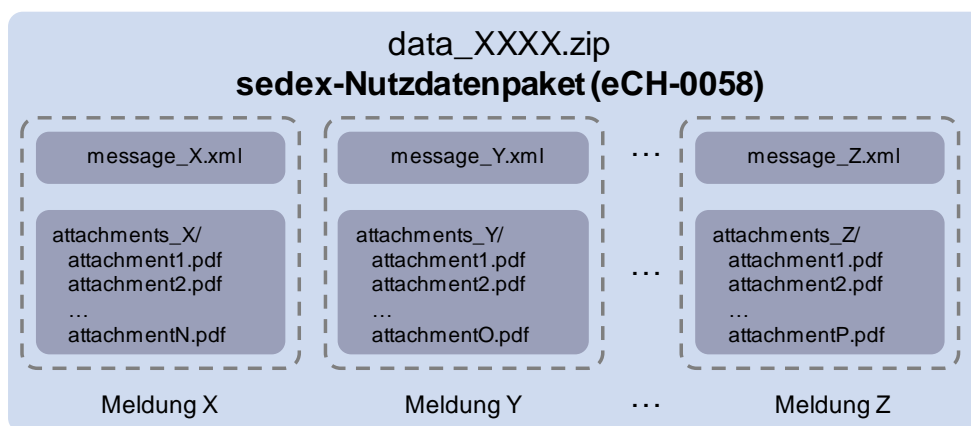 data_XXXX.zip
sedex-Nutzdatenpaket (eCH-0058)
message_X.xml
attachments_X/
attachment1.pdf
attachment2.pdf
…
attachmentN.pdf
Meldung X
message_Y.xml
attachments_Y/
attachment1.pdf
attachment2.pdf
…
attachmentO.pdf
Meldung Y
…
…
…
message_Z.xml
attachments_Z/
attachment1.pdf
attachment2.pdf
…
attachmentP.pdf
Meldung Z